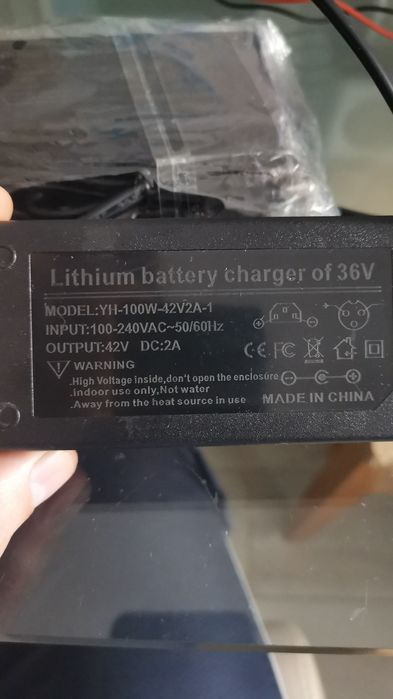 Lithium battery charger of 36V
MODEL:YH-100W-42V2A-1
INPUT:100-240VAC~50/60Hz
OUTPUT:42V DC:2A
WARNING
.High Voltage inside,don't open the enclosure
.Indoor use only,Not water
.Away from the heat source in use
MADE IN CHINA